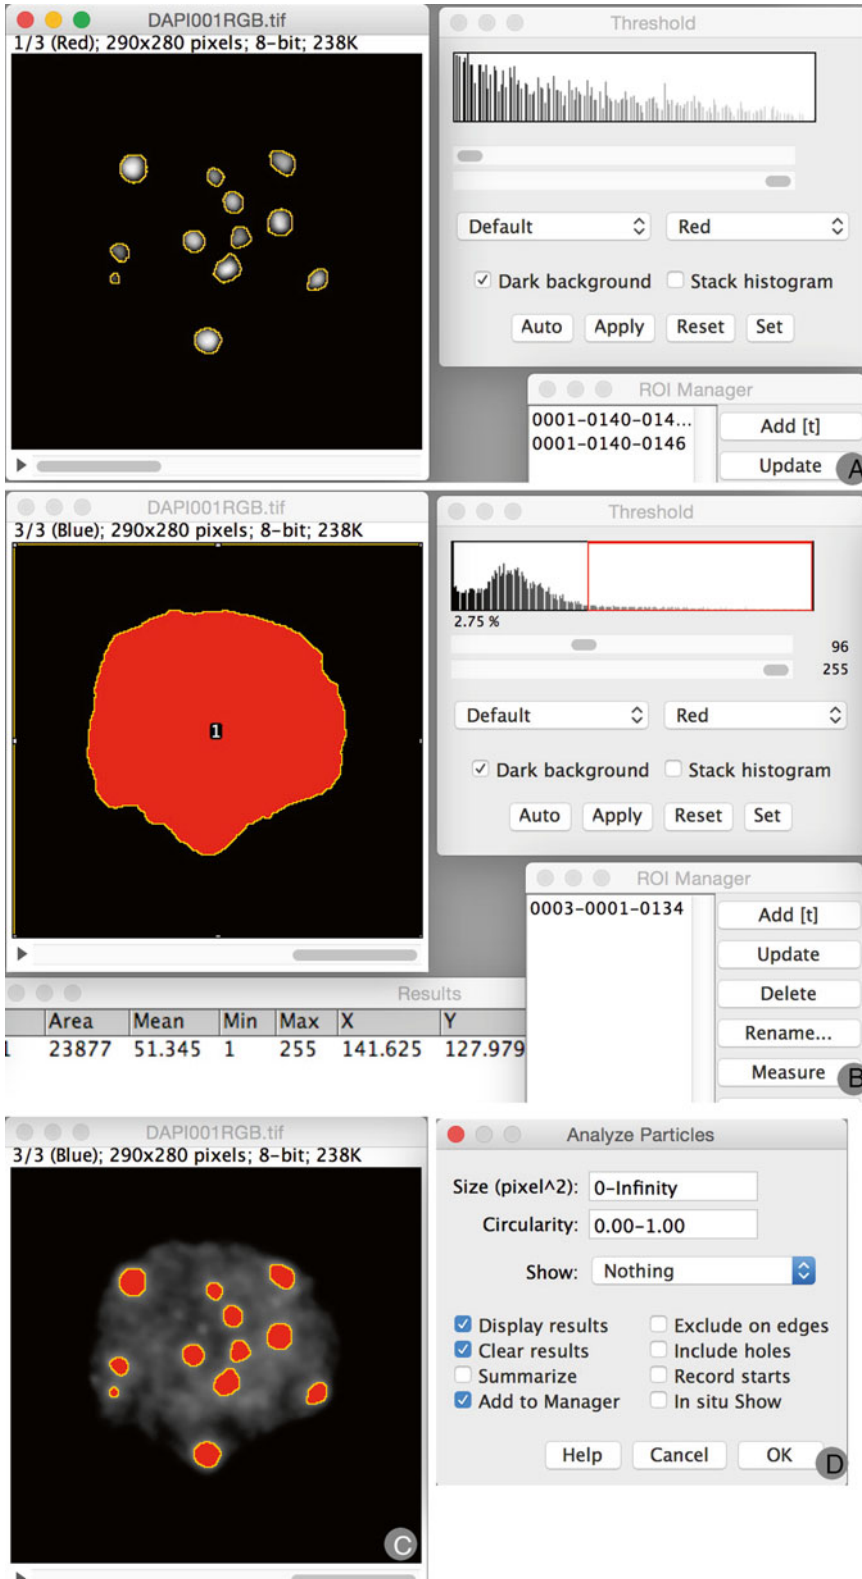 DAPI001RGB.tif
1/3 (Red); 290x280 pixels; 8-bit; 238K
Threshold
Default
Red
Dark background
Stack histogram
Auto
Apply
Reset
Set
ROI Manager
0001-0140-014...
0001-0140-0146
Add [t]
Update
A
DAPI001RGB.tif
3/3 (Blue); 290x280 pixels; 8-bit; 238K
1
Threshold
2.75 %
96
255
Default
Red
Dark background
Stack histogram
Auto
Apply
Reset
Set
ROI Manager
0003-0001-0134
Add [t]
Update
Delete
Rename...
Measure
B
Results
Area Mean Min Max X Y
1 23877 51.345 1 255 141.625 127.979
DAPI001RGB.tif
3/3 (Blue); 290x280 pixels; 8-bit; 238K
C
Analyze Particles
Size (pixel^2): 0-Infinity
Circularity: 0.00-1.00
Show: Nothing
Display results
Exclude on edges
Clear results
Include holes
Summarize
Record starts
Add to Manager
In situ Show
Help
Cancel
OK
D